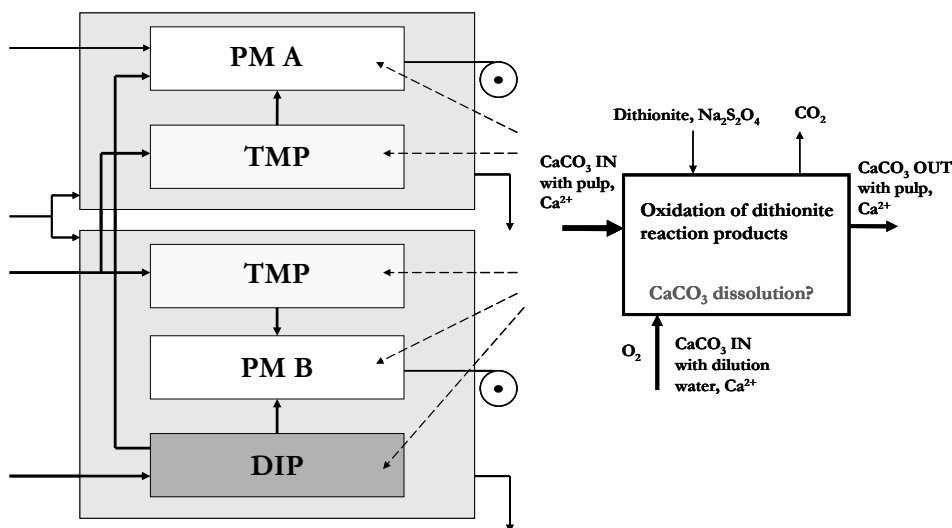 PM A
TMP
TMP
PM B
DIP
Dithionite, Na₂S₂O₄
CO₂
CaCO₃ IN
with pulp,
Ca²⁺
CaCO₃ OUT
with pulp,
Ca²⁺
Oxidation of dithionite
reaction products
CaCO₃ dissolution?
O₂
CaCO₃ IN
with dilution
water, Ca²⁺